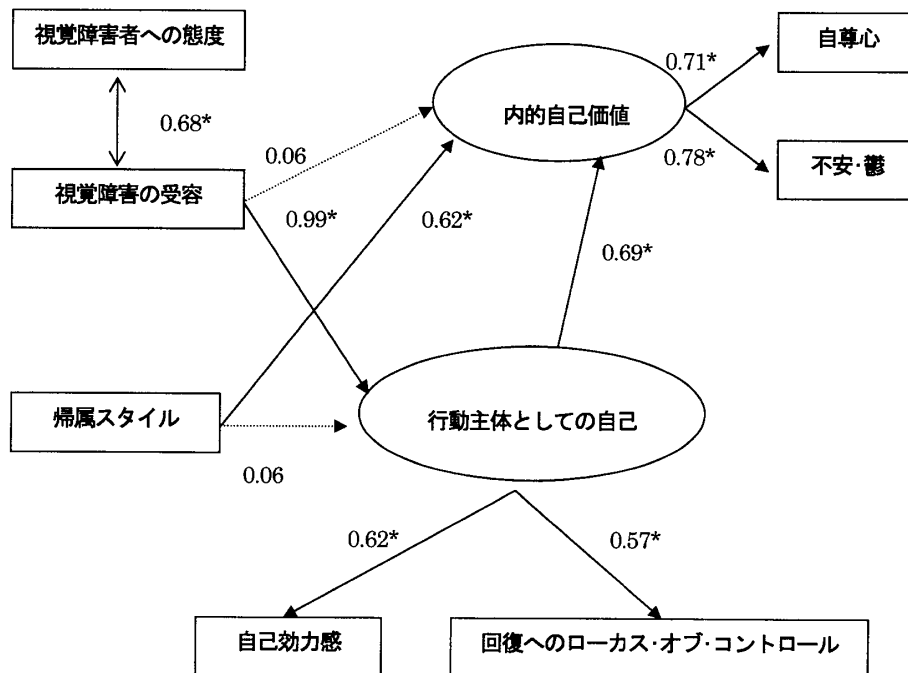 視覚障害者への態度
自尊心
0.71*
内的自己価値
0.68*
0.06
0.78*
不安･鬱
視覚障害の受容
0.99*
0.62*
0.69*
帰属スタイル
行動主体としての自己
0.06
0.62*
0.57*
自己効力感
回復へのローカス･オブ･コントロール